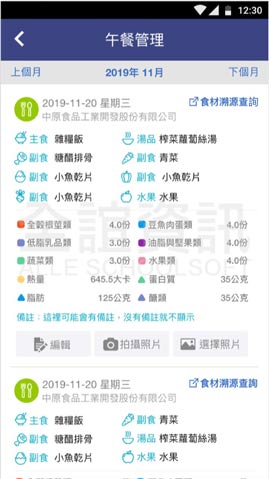 12:30
午餐管理
上個月 2019年 11月 下個月
2019-11-20 星期三 食材溯源查詢
中原食品工業開發股份有限公司
主食 雜糧飯 湯品 榨菜蘿蔔絲湯
副食 糖醋排骨 副食 青菜
副食 小魚乾片 副食 小魚乾片
副食 小魚乾片 水果 水果
全誼資訊
ALLE SCHOOLSOFT
全穀根莖類 4.0份 豆魚肉蛋類 4.0份
低脂乳品類 3.0份 油脂與堅果類 4.0份
蔬菜類 3.0份 水果類 4.0份
熱量 645.5大卡 蛋白質 35公克
脂肪 125公克 醣類 35公克
備註：這裡可能會有備註，沒有備註就不顯示
編輯 拍攝照片 選擇照片
2019-11-20 星期三 食材溯源查詢
中原食品工業開發股份有限公司
主食 雜糧飯 副食 青菜
副食 糖醋排骨 湯品 榨菜蘿蔔絲湯
副食 小魚乾片 水果 水果